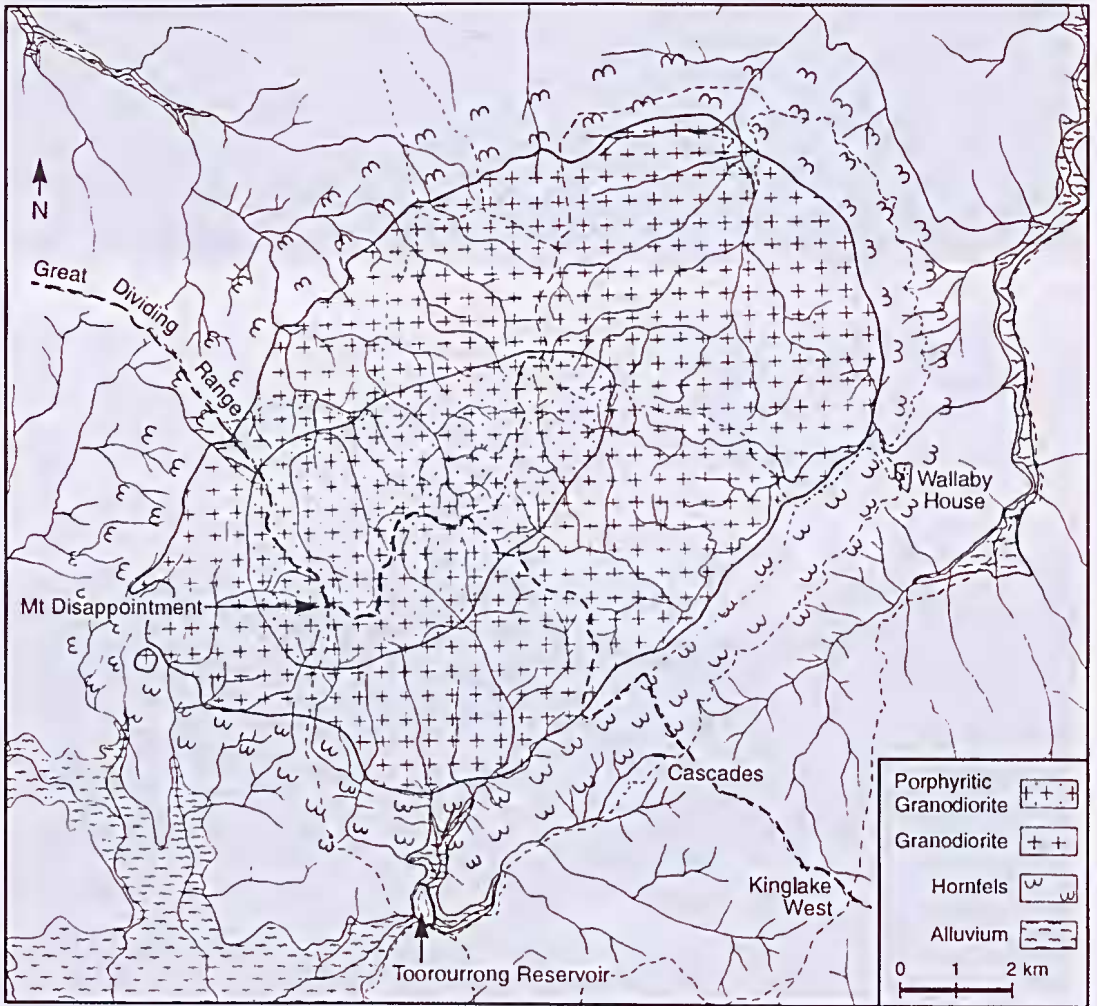 N
Great
Dividing
Range
Wallaby
House
Mt Disappointment
Cascades
Kinglake
West
Toorourrong Reservoir
Porphyritic
Granodiorite
Granodiorite
Hornfels
Alluvium
0 1 2 km